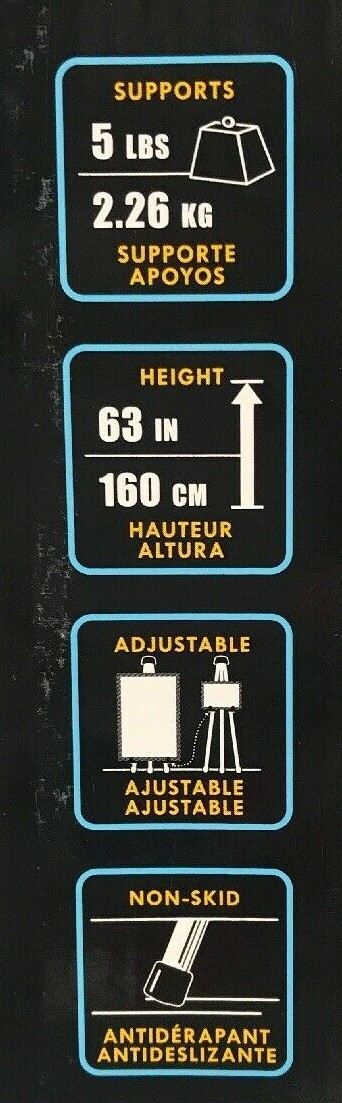 SUPPORTS
5 LBS
2.26 KG
SUPPORTE
APOYOS
HEIGHT
63 IN
160 CM
HAUTEUR
ALTURA
ADJUSTABLE
AJUSTABLE
AJUSTABLE
NON-SKID
ANTIDÉRAPANT
ANTIDESLIZANTE